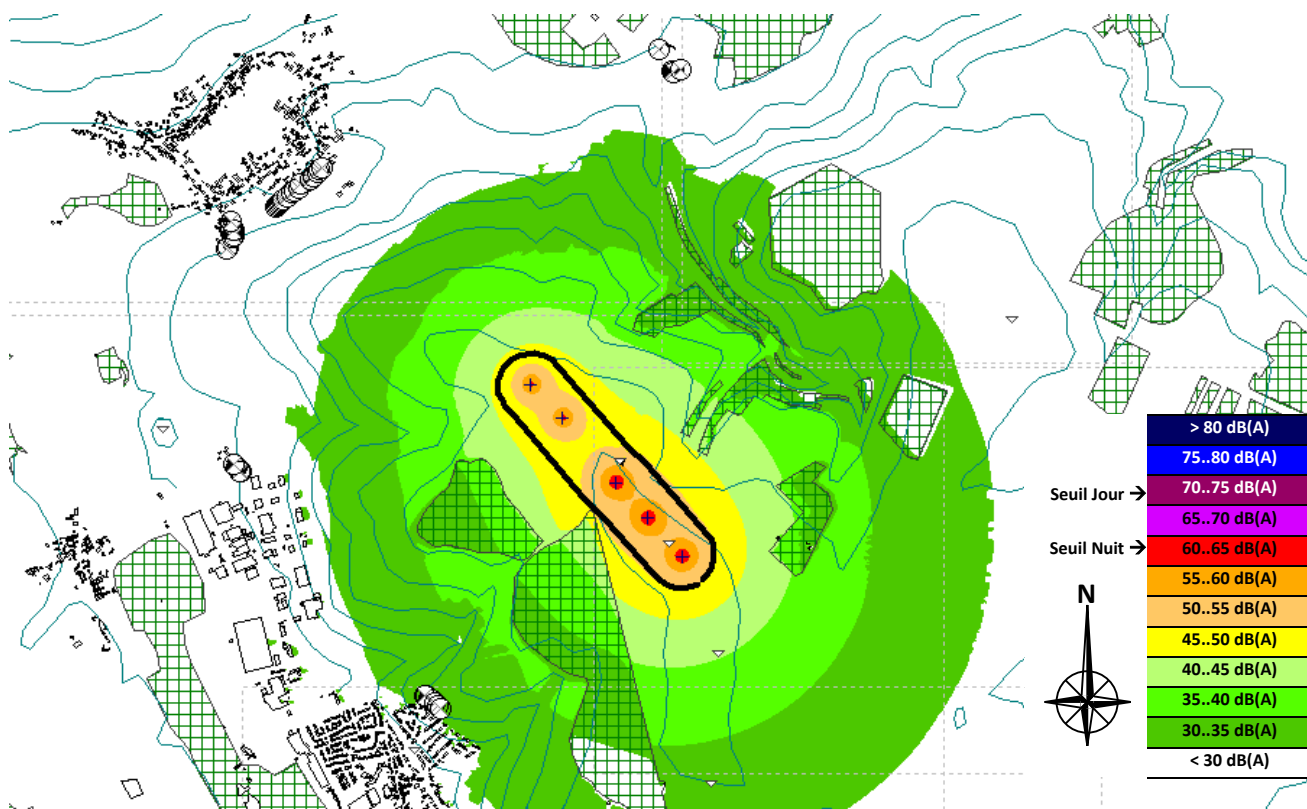 > 80 dB(A)
75..80 dB(A)
Seuil Jour → 70..75 dB(A)
65..70 dB(A)
Seuil Nuit → 60..65 dB(A)
55..60 dB(A)
50..55 dB(A)
45..50 dB(A)
40..45 dB(A)
35..40 dB(A)
30..35 dB(A)
< 30 dB(A)
N